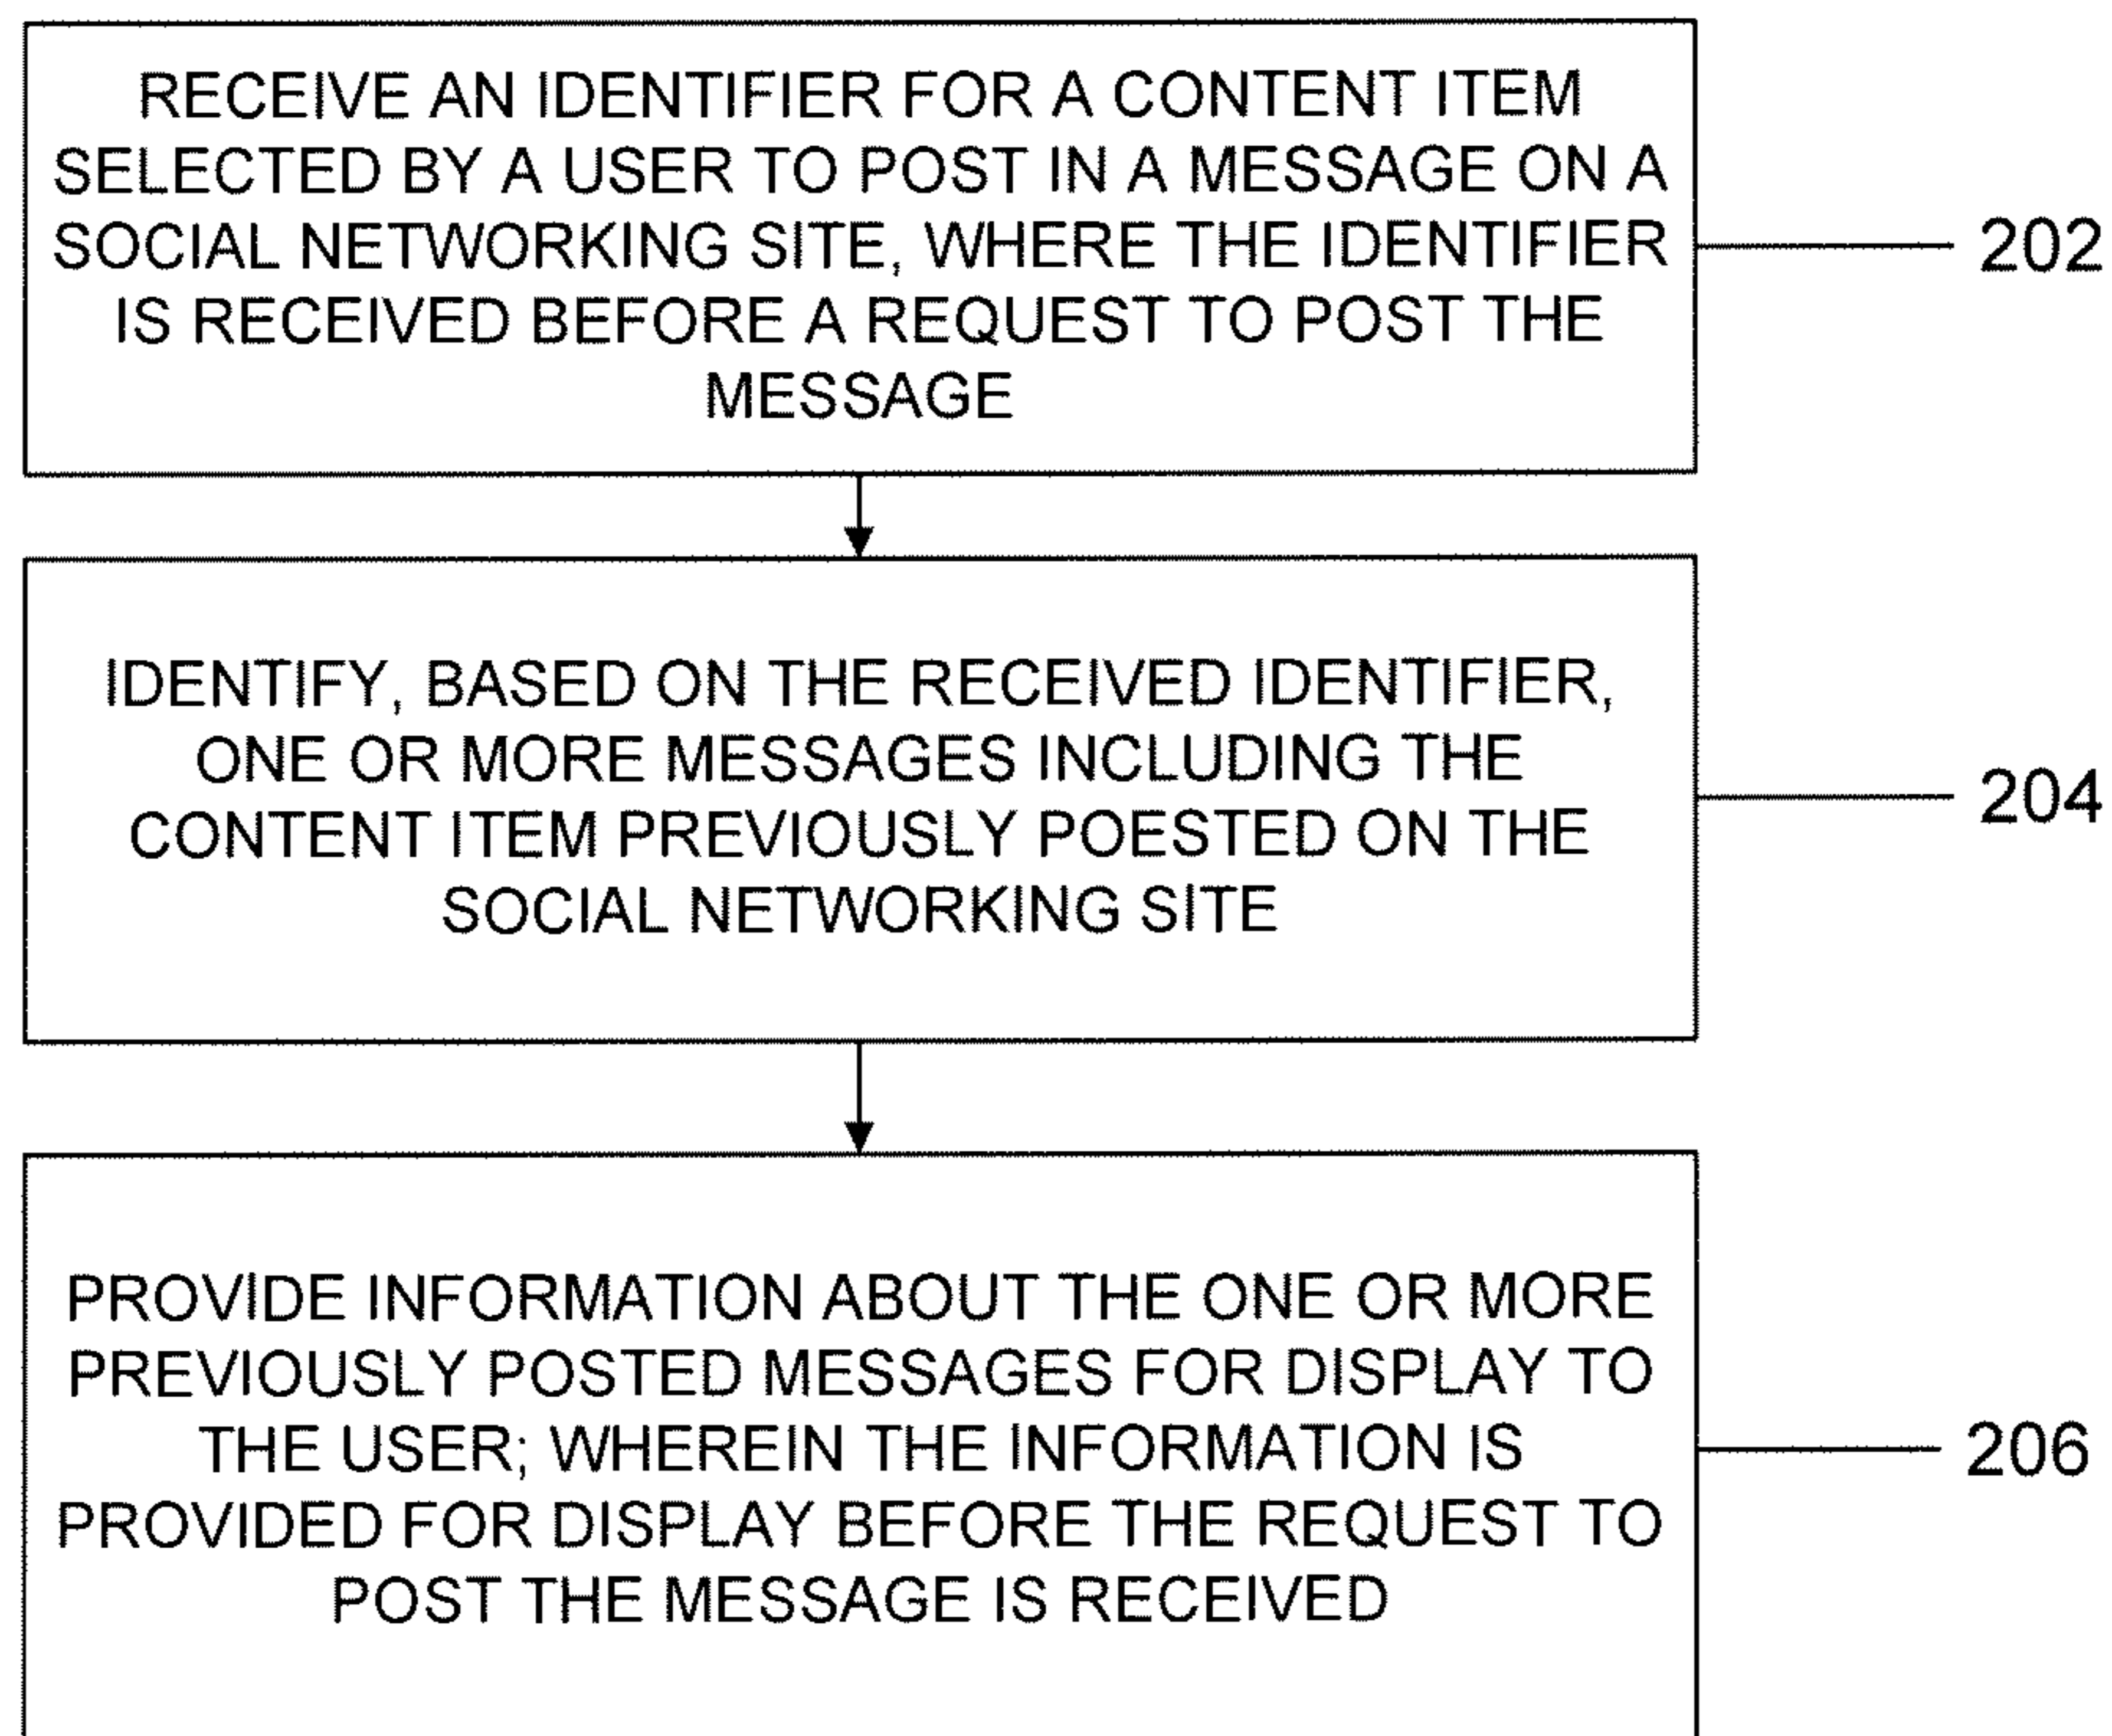 RECEIVE AN IDENTIFIER FOR A CONTENT ITEM
SELECTED BY A USER TO POST IN A MESSAGE ON A
SOCIAL NETWORKING SITE, WHERE THE IDENTIFIER
IS RECEIVED BEFORE A REQUEST TO POST THE
MESSAGE
202
IDENTIFY, BASED ON THE RECEIVED IDENTIFIER,
ONE OR MORE MESSAGES INCLUDING THE
CONTENT ITEM PREVIOUSLY POESTED ON THE
SOCIAL NETWORKING SITE
204
PROVIDE INFORMATION ABOUT THE ONE OR MORE
PREVIOUSLY POSTED MESSAGES FOR DISPLAY TO
THE USER; WHEREIN THE INFORMATION IS
PROVIDED FOR DISPLAY BEFORE THE REQUEST TO
POST THE MESSAGE IS RECEIVED
206